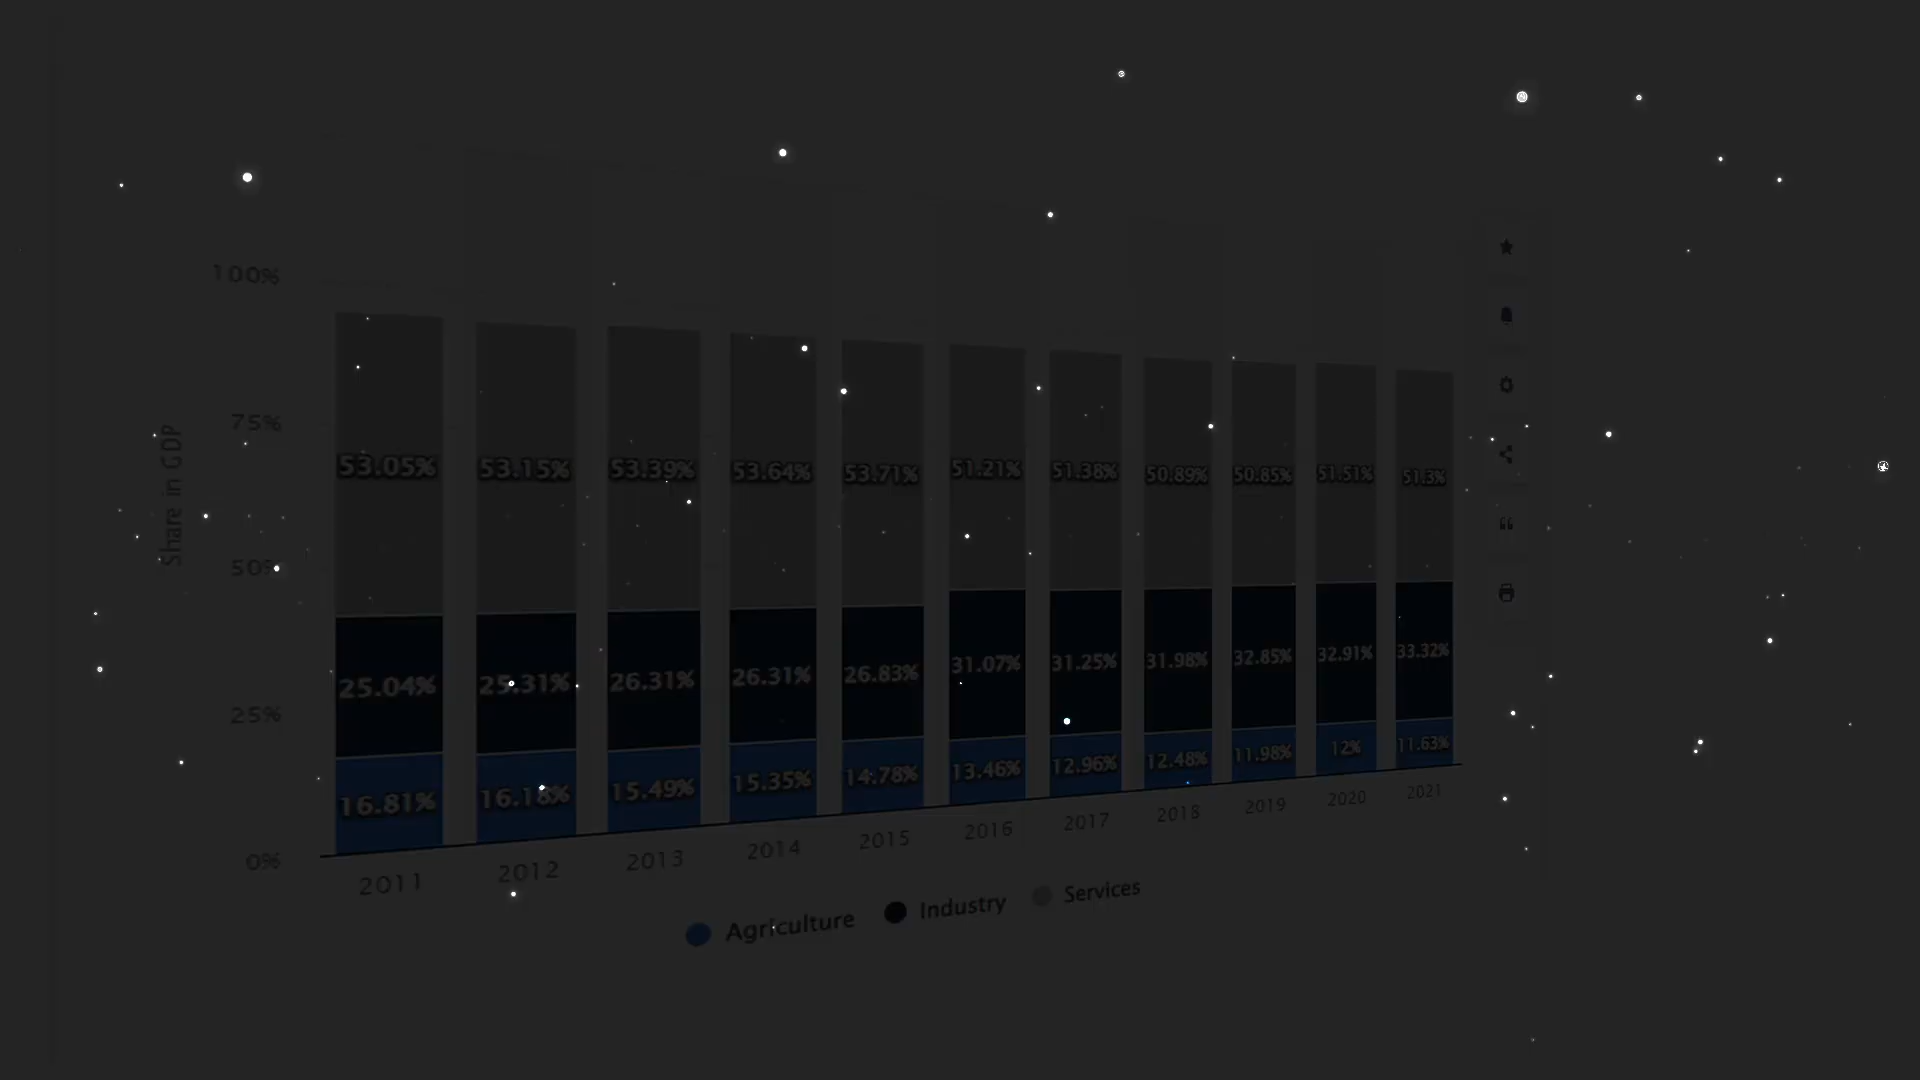 100%
75%
50%
25%
0%
Share in GDP
53.05% 53.15% 53.39% 53.64% 53.71% 51.21% 51.38% 50.89% 50.85% 51.51% 51.3%
25.04% 25.31% 26.31% 26.31% 26.83% 31.07% 31.25% 31.98% 32.85% 32.91% 33.32%
16.81% 16.18% 15.49% 15.35% 14.78% 13.46% 12.96% 12.48% 11.98% 12% 11.63%
2011 2012 2013 2014 2015 2016 2017 2018 2019 2020 2021
Agriculture Industry Services